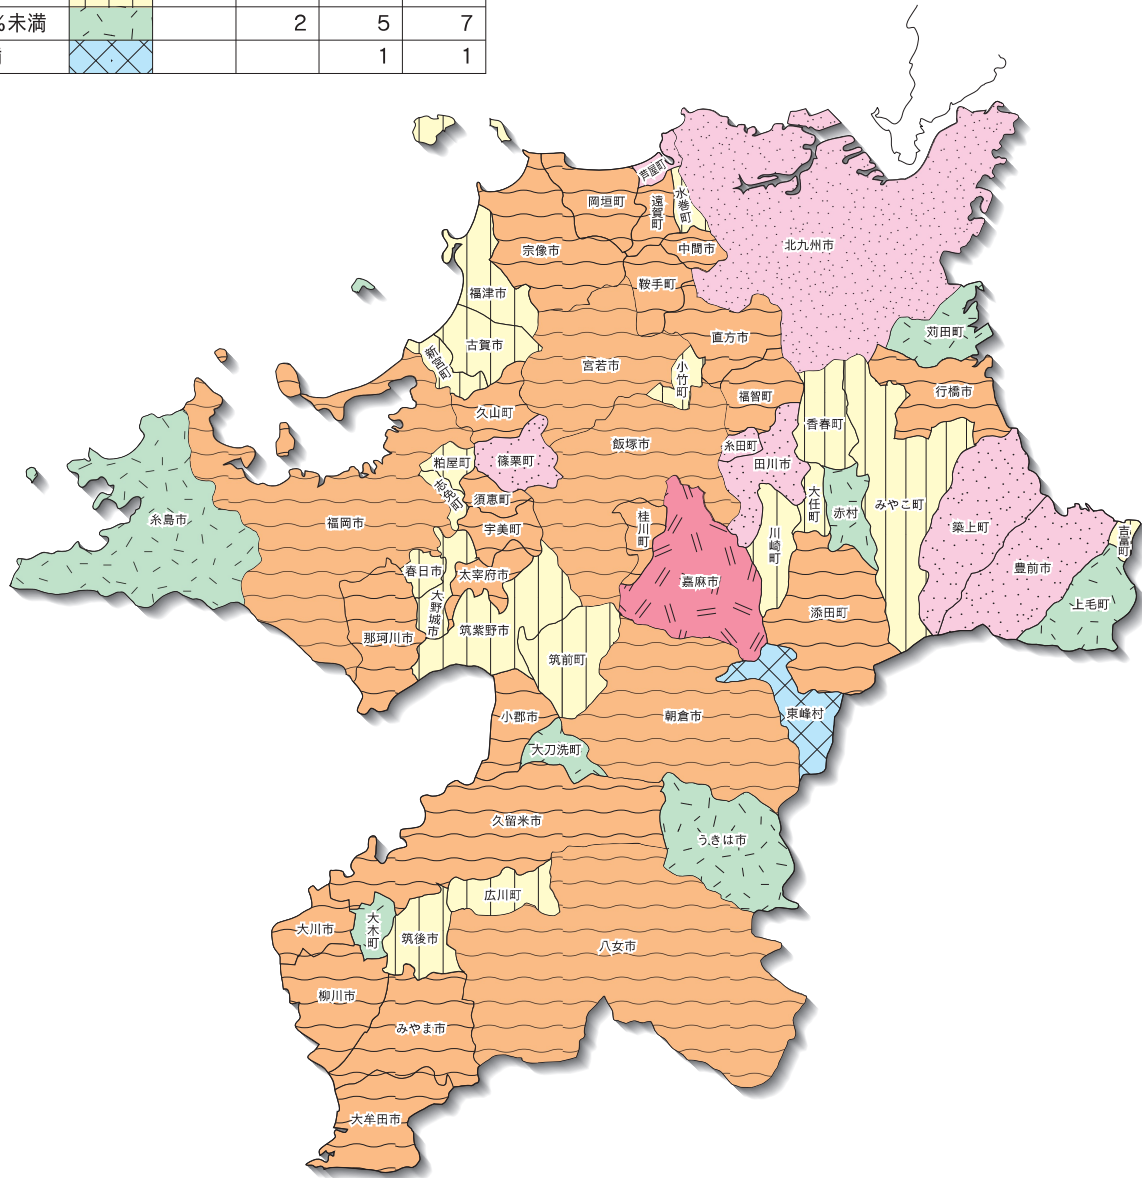 %未満 2 5 7
1 1
芦屋町
岡垣町
遠賀町
水巻町
北九州市
宗像市
中間市
鞍手町
福津市
苅田町
直方市
古賀市
新宮町
宮若市
小竹町
行橋市
福智町
久山町
香春町
飯塚市
糸田町
粕屋町
篠栗町
田川市
志免町
須恵町
大任町
赤村
みやこ町
糸島市
福岡市
宇美町
桂川町
川崎町
築上町
吉富町
春日市
太宰府市
嘉麻市
豊前市
大野城市
上毛町
添田町
那珂川市
筑紫野市
筑前町
小郡市
朝倉市
東峰村
大刀洗町
久留米市
うきは市
広川町
大川市
大木町
筑後市
八女市
柳川市
みやま市
大牟田市